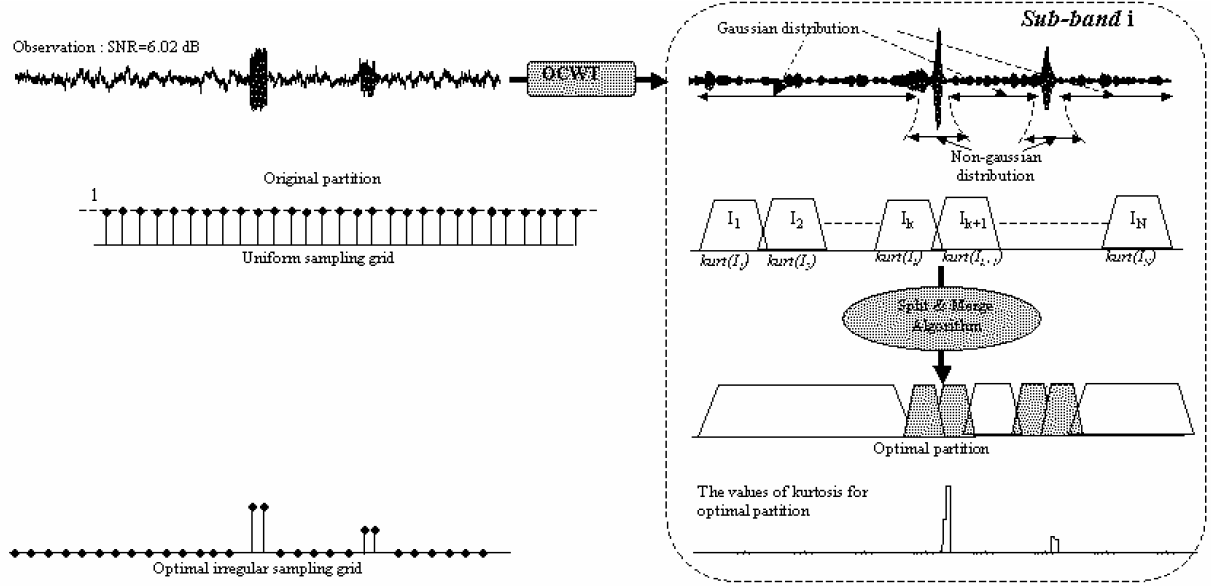 Observation : SNR=6.02 dB
OCWT
Sub-band i
Gaussian distribution
Non-gaussian
distribution
Original partition
1
Uniform sampling grid
I1 I2 Ik Ik+1 IN
kurt(I1) kurt(I2) kurt(Ik) kurt(Ik+1) kurt(IN)
Split & Merge
Algorithm
Optimal partition
The values of kurtosis for
optimal partition
Optimal irregular sampling grid